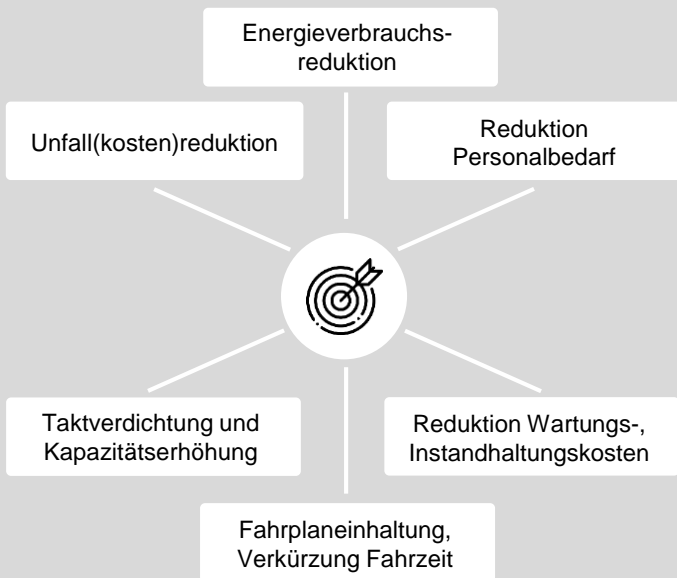 Energieverbrauchs-
reduktion
Unfall(kosten)reduktion
Reduktion
Personalbedarf
Taktverdichtung und
Kapazitätserhöhung
Reduktion Wartungs-,
Instandhaltungskosten
Fahrplaneinhaltung,
Verkürzung Fahrzeit